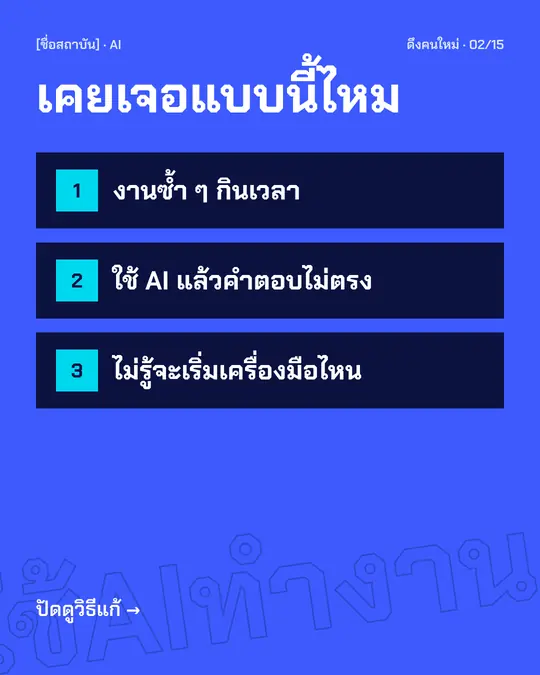 [ชื่อสถาบัน] · AI
ดึงคนใหม่ · 02/15
เคยเจอแบบนี้ไหม
1 งานซ้ำ ๆ กินเวลา
2 ใช้ AI แล้วคำตอบไม่ตรง
3 ไม่รู้จะเริ่มเครื่องมือไหน
ใช้AIทำงาน
ปัดดูวิธีแก้ →